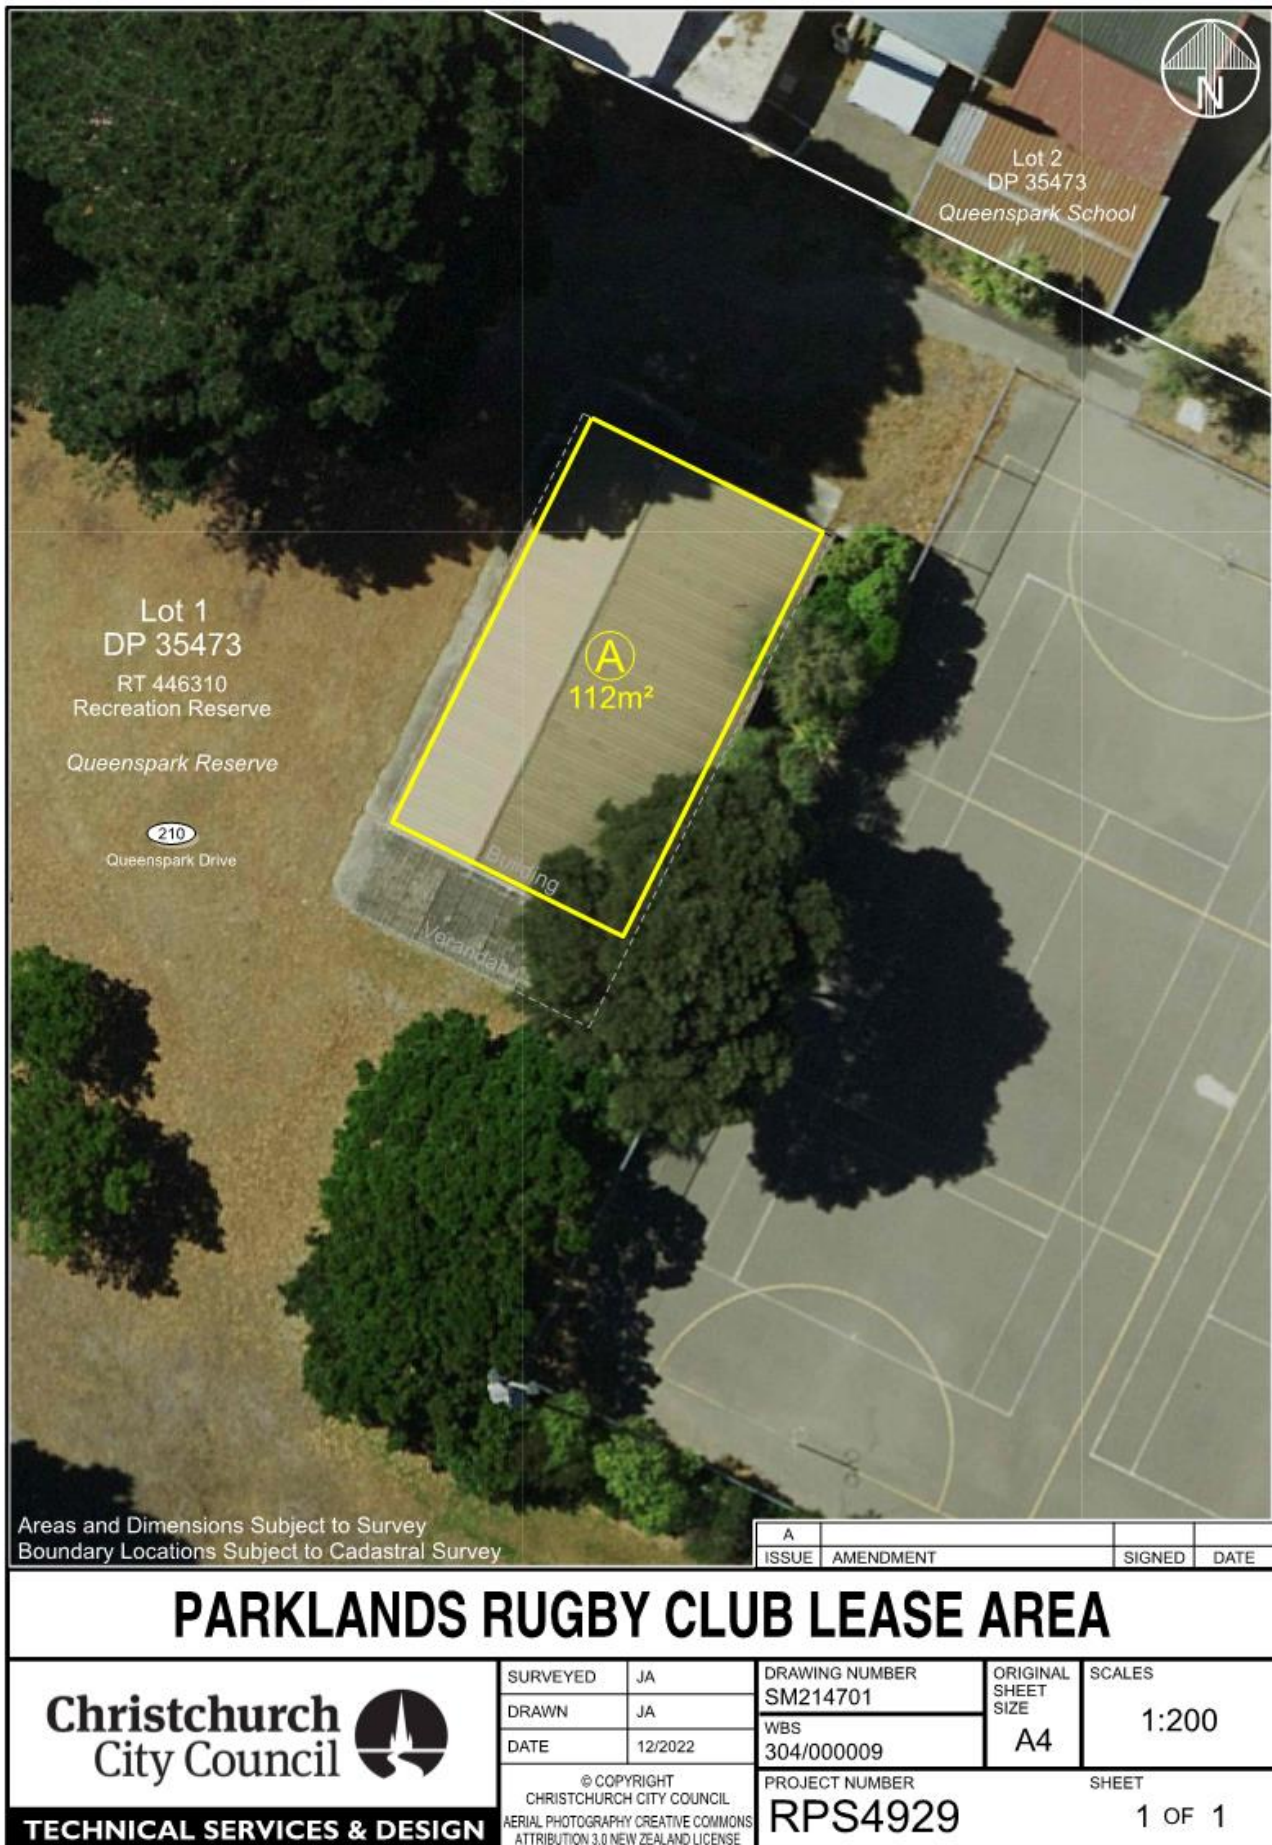 N
Lot 2
DP 35473
Queenspark School
Lot 1
DP 35473
RT 446310
Recreation Reserve
Queenspark Reserve
210
Queenspark Drive
A
112m²
Building
Verandah
Areas and Dimensions Subject to Survey
Boundary Locations Subject to Cadastral Survey
A
ISSUE AMENDMENT SIGNED DATE
PARKLANDS RUGBY CLUB LEASE AREA
Christchurch
City Council
TECHNICAL SERVICES & DESIGN
SURVEYED JA
DRAWN JA
DATE 12/2022
© COPYRIGHT
CHRISTCHURCH CITY COUNCIL
AERIAL PHOTOGRAPHY CREATIVE COMMONS
ATTRIBUTION 3.0 NEW ZEALAND LICENSE
DRAWING NUMBER
SM214701
WBS
304/000009
ORIGINAL
SHEET
SIZE
A4
SCALES
1:200
PROJECT NUMBER
RPS4929
SHEET
1 OF 1